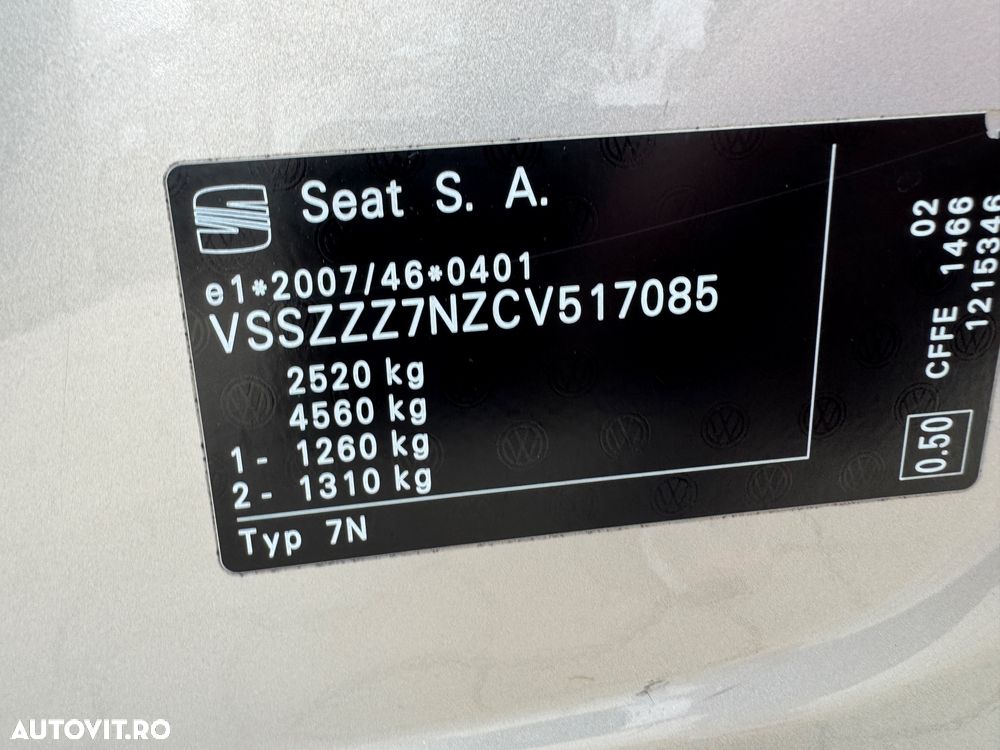 Seat S. A.
e1*2007/46*0401
VSSZZZ7NZCV517085
2520 kg
4560 kg
1- 1260 kg
2- 1310 kg
Typ 7N
02
CFFE 1466
1215346
0.50
AUTOVIT.RO